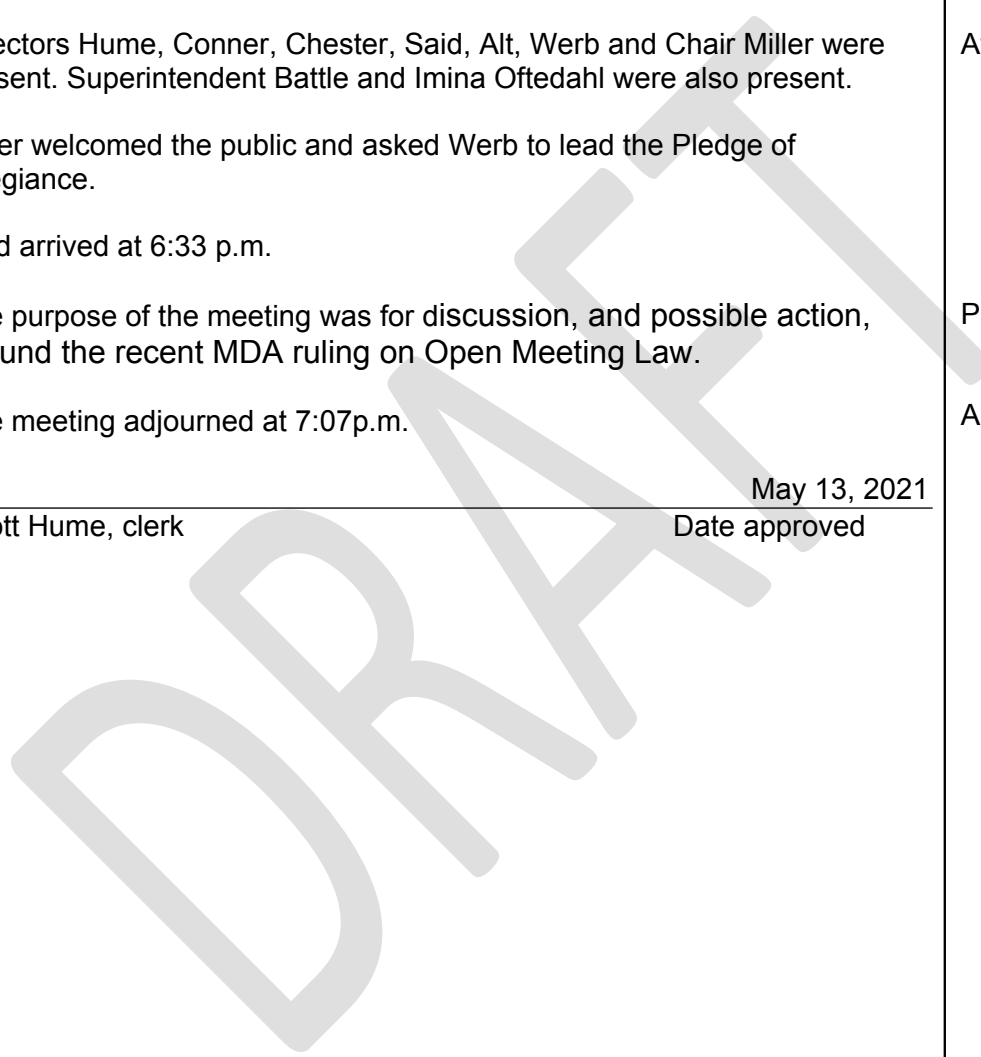 ectors Hume, Conner, Chester, Said, Alt, Werb and Chair Miller were
sent. Superintendent Battle and Imina Oftedahl were also present.
er welcomed the public and asked Werb to lead the Pledge of
egiance.
d arrived at 6:33 p.m.
e purpose of the meeting was for discussion, and possible action,
und the recent MDA ruling on Open Meeting Law.
e meeting adjourned at 7:07p.m.
May 13, 2021
ott Hume, clerk Date approved
A
P
A
DRAFT